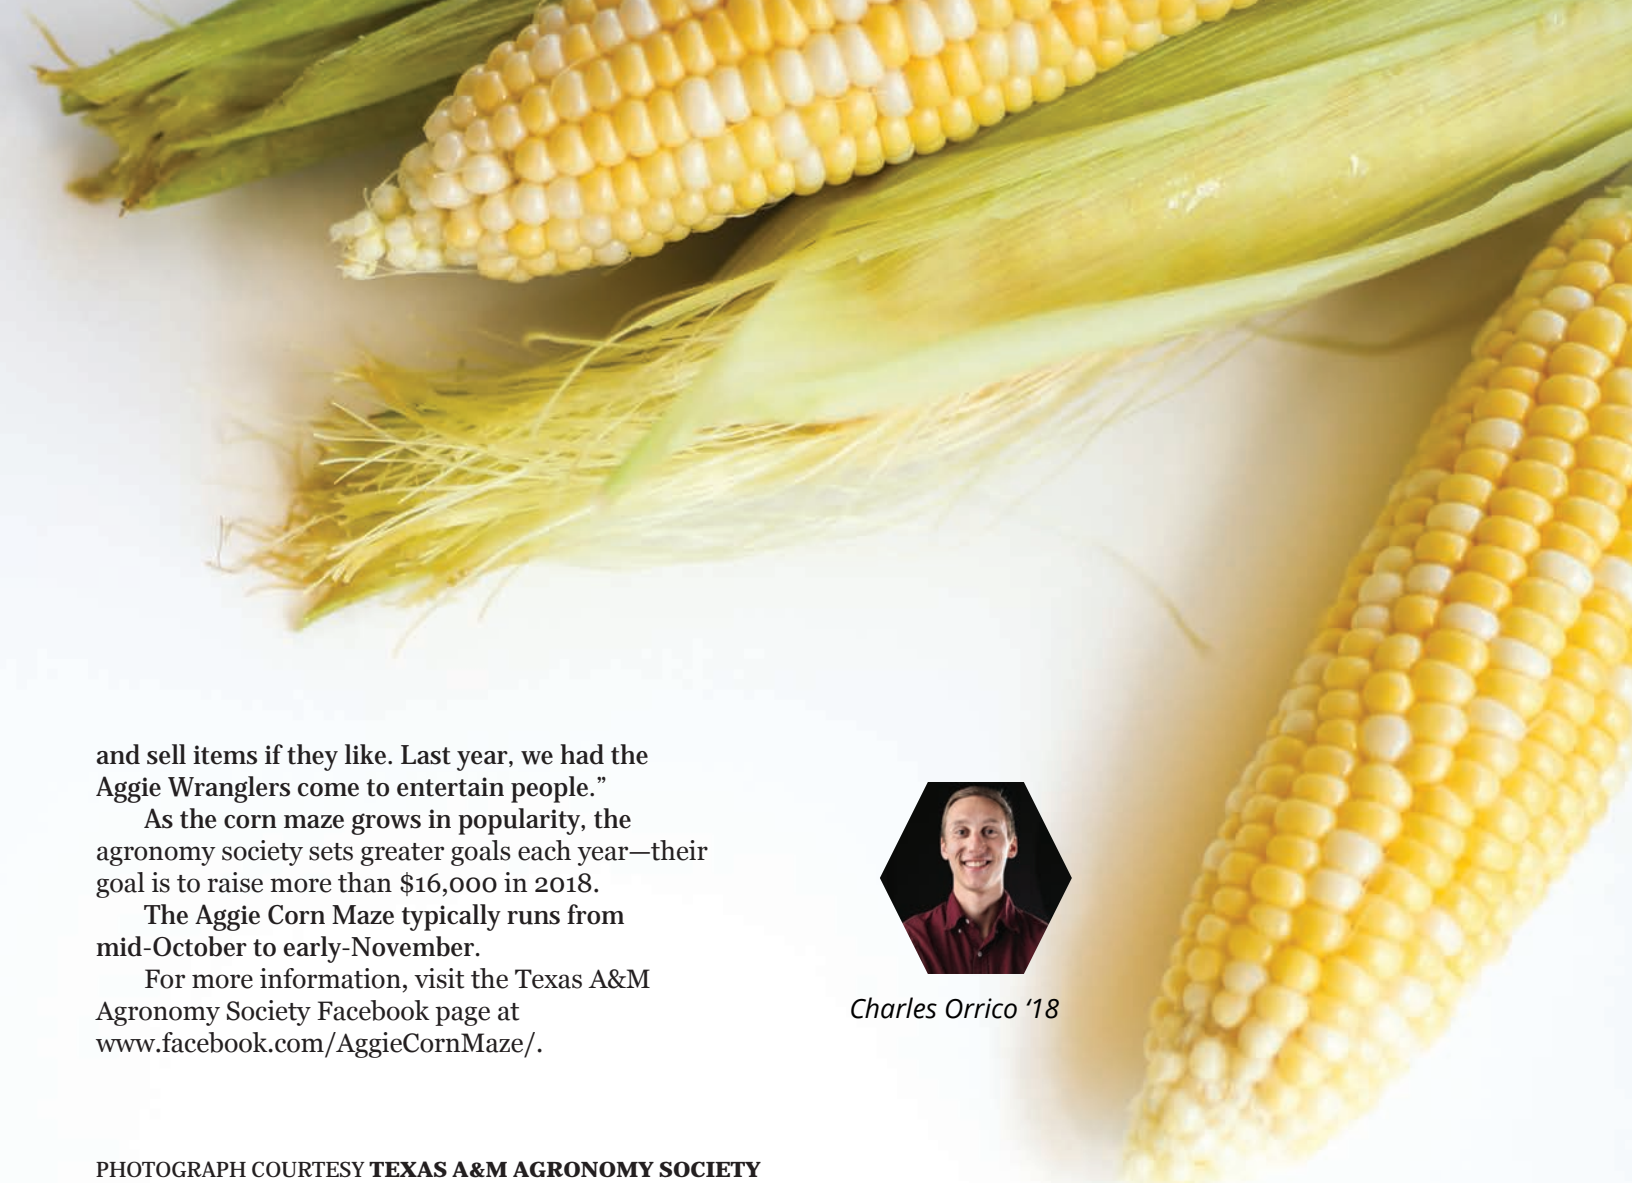 and sell items if they like. Last year, we had the
Aggie Wranglers come to entertain people.”
As the corn maze grows in popularity, the
agronomy society sets greater goals each year—their
goal is to raise more than $16,000 in 2018.
The Aggie Corn Maze typically runs from
mid-October to early-November.
For more information, visit the Texas A&M
Agronomy Society Facebook page at
www.facebook.com/AggieCornMaze/.
Charles Orrico ‘18
PHOTOGRAPH COURTESY TEXAS A&M AGRONOMY SOCIETY